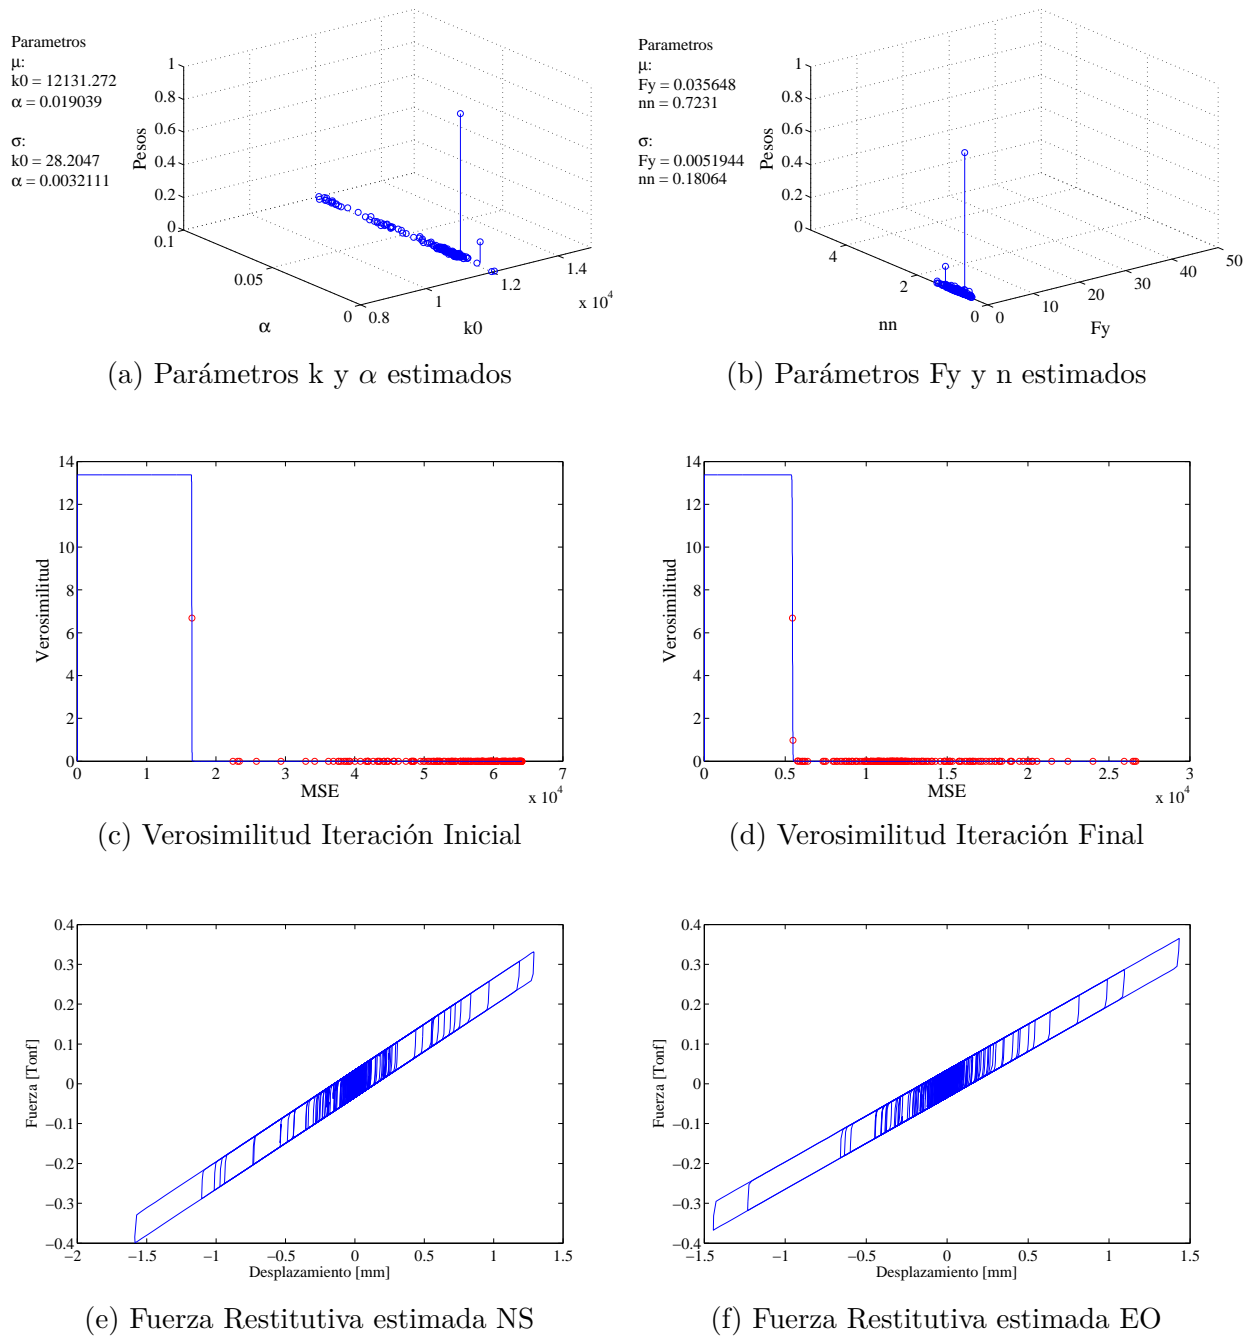 Parametros
μ:
k0 = 12131.272
α = 0.019039
σ:
k0 = 28.2047
α = 0.0032111
1
0.8
0.6
0.4
0.2
0
Pesos
0.1
0.05
0
α
0.8
1
1.2
1.4
x 10^4
k0
(a) Parámetros k y α estimados
Parametros
μ:
Fy = 0.035648
nn = 0.7231
σ:
Fy = 0.0051944
nn = 0.18064
1
0.8
0.6
0.4
0.2
0
Pesos
4
2
0
nn
0
10
20
30
40
50
Fy
(b) Parámetros Fy y n estimados
14
12
10
8
6
4
2
0
Verosimilitud
0 1 2 3 4 5 6 7
x 10^4
MSE
(c) Verosimilitud Iteración Inicial
14
12
10
8
6
4
2
0
Verosimilitud
0 0.5 1 1.5 2 2.5 3
x 10^4
MSE
(d) Verosimilitud Iteración Final
0.4
0.3
0.2
0.1
0
−0.1
−0.2
−0.3
−0.4
Fuerza [Tonf]
−2 −1.5 −1 −0.5 0 0.5 1 1.5
Desplazamiento [mm]
(e) Fuerza Restitutiva estimada NS
0.4
0.3
0.2
0.1
0
−0.1
−0.2
−0.3
−0.4
Fuerza [Tonf]
−1.5 −1 −0.5 0 0.5 1 1.5
Desplazamiento [mm]
(f) Fuerza Restitutiva estimada EO